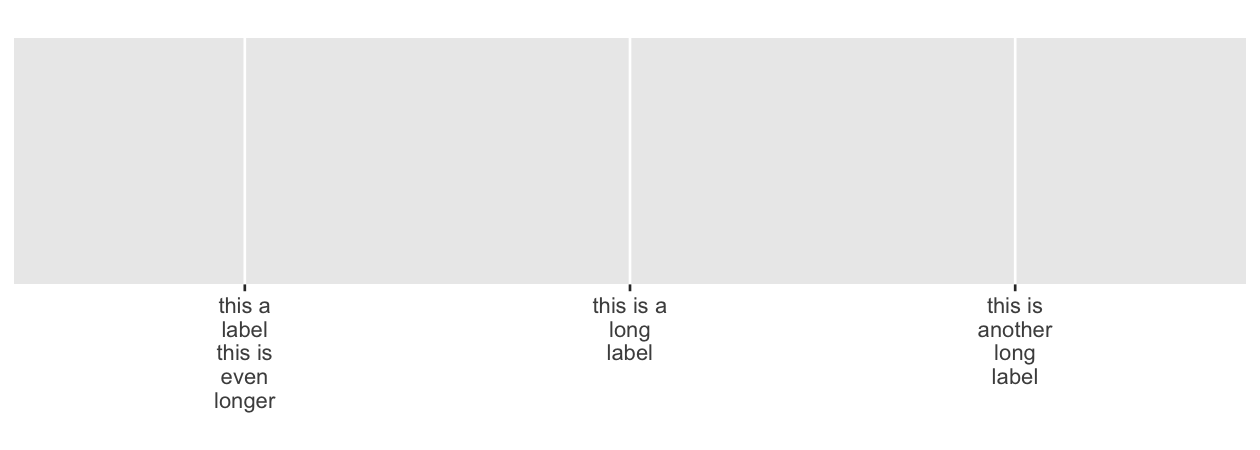 this a
label
this is
even
longer
this is a
long
label
this is
another
long
label